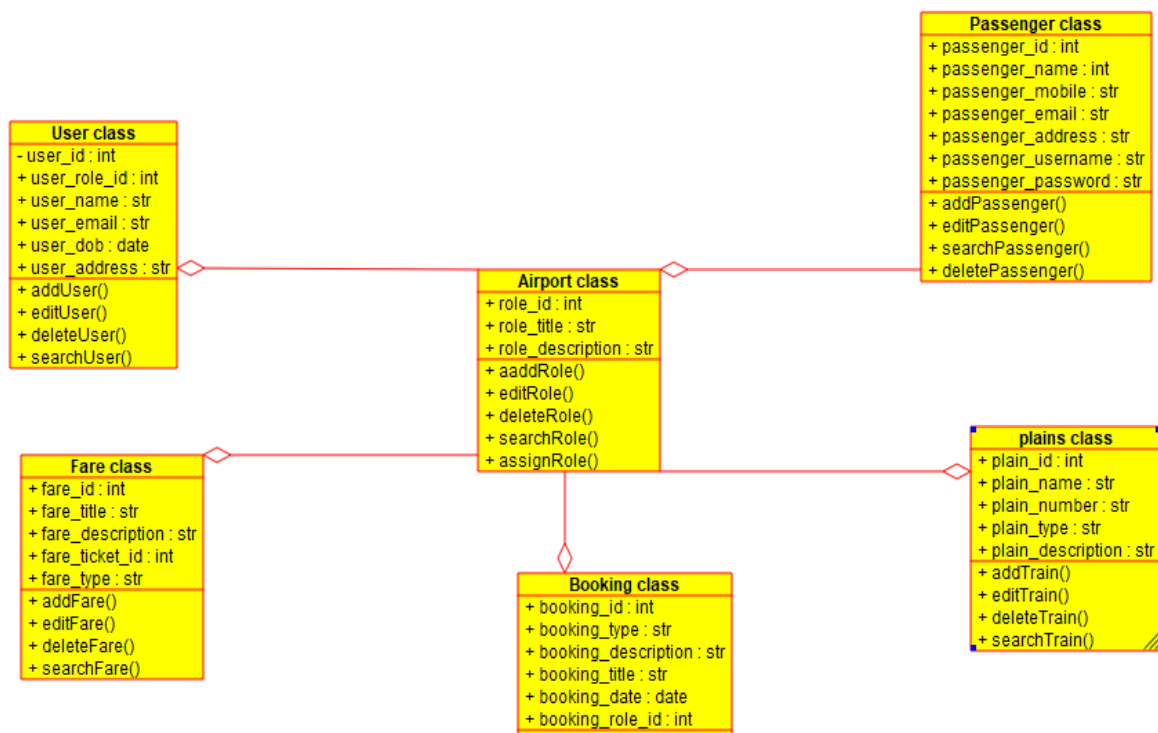 Passenger class
+ passenger_id : int
+ passenger_name : int
+ passenger_mobile : str
+ passenger_email : str
+ passenger_address : str
+ passenger_username : str
+ passenger_password : str
+ addPassenger()
+ editPassenger()
+ searchPassenger()
+ deletePassenger()
User class
- user_id : int
+ user_role_id : int
+ user_name : str
+ user_email : str
+ user_dob : date
+ user_address : str
+ addUser()
+ editUser()
+ deleteUser()
+ searchUser()
Airport class
+ role_id : int
+ role_title : str
+ role_description : str
+ aaddRole()
+ editRole()
+ deleteRole()
+ searchRole()
+ assignRole()
Fare class
+ fare_id : int
+ fare_title : str
+ fare_description : str
+ fare_ticket_id : int
+ fare_type : str
+ addFare()
+ editFare()
+ deleteFare()
+ searchFare()
plains class
+ plain_id : int
+ plain_name : str
+ plain_number : str
+ plain_type : str
+ plain_description : str
+ addTrain()
+ editTrain()
+ deleteTrain()
+ searchTrain()
Booking class
+ booking_id : int
+ booking_type : str
+ booking_description : str
+ booking_title : str
+ booking_date : date
+ booking_role_id : int